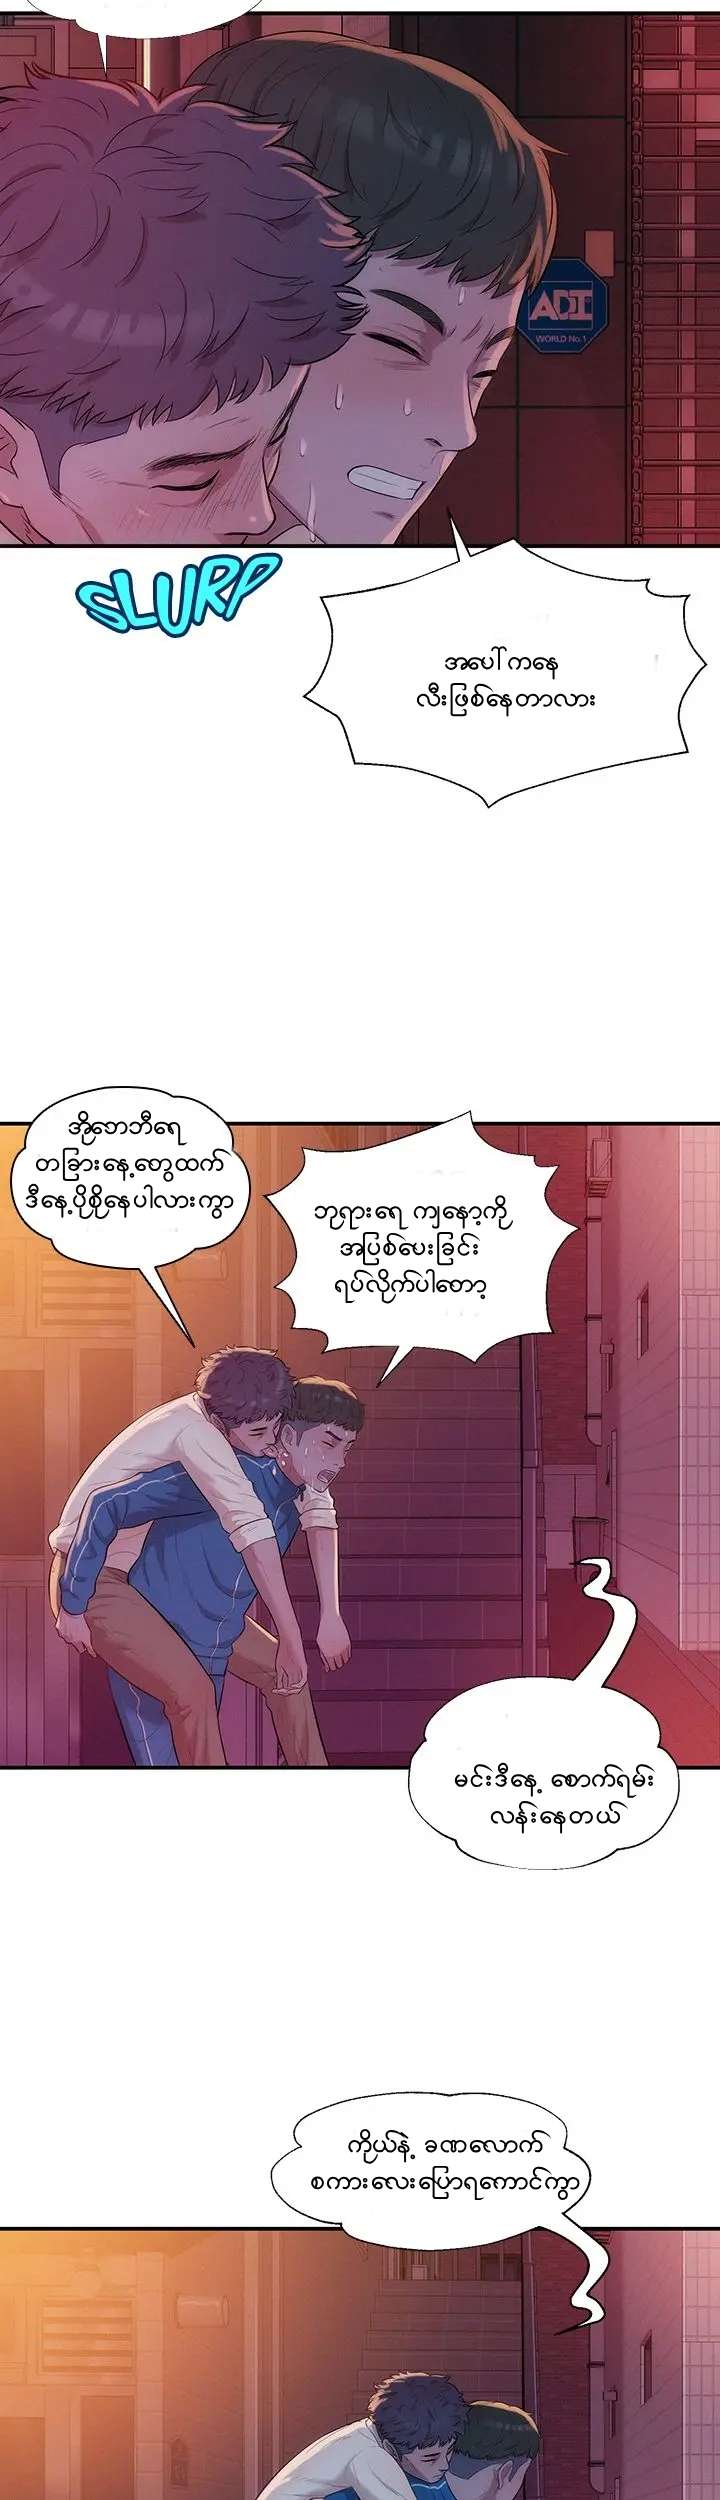 ADT
WORLD No.1
SLURP
အပေါ်ကနေ
လီးဖြစ်နေတာလား
အိုဘေဘီရေ
တခြားနေ့တွေထက်
ဒီနေ့ပိုစိုနေပါလားကွာ
ဘုရားရေ ကျနော့ကို
အပြစ်ပေးခြင်း
ရပ်လိုက်ပါတော့
မင်းဒီနေ့ စောက်ရမ်း
လန်းနေတယ်
ကိုယ်နဲ့ ခဏလောက်
စကားလေးပြောရကောင်ကွာ